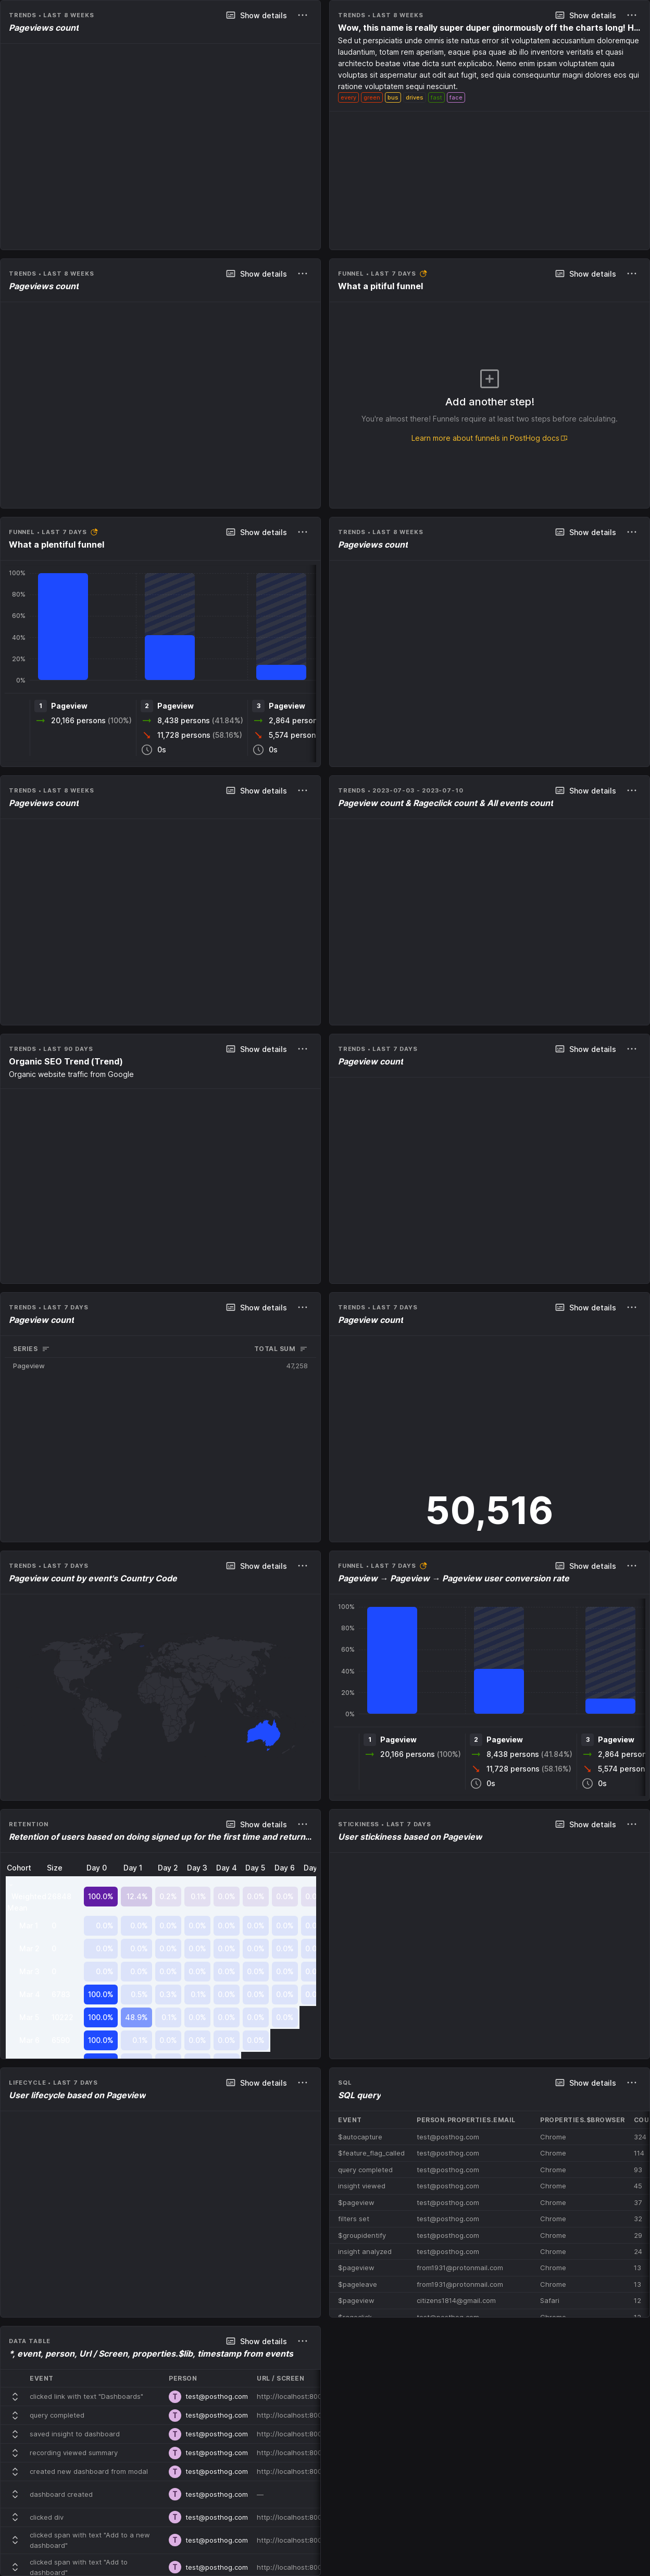 TRENDS • LAST 8 WEEKS
Show details
Pageviews count
TRENDS • LAST 8 WEEKS
Show details
Wow, this name is really super duper ginormously off the charts long! H...
Sed ut perspiciatis unde omnis iste natus error sit voluptatem accusantium doloremque
laudantium, totam rem aperiam, eaque ipsa quae ab illo inventore veritatis et quasi
architecto beatae vitae dicta sunt explicabo. Nemo enim ipsam voluptatem quia
voluptas sit aspernatur aut odit aut fugit, sed quia consequuntur magni dolores eos qui
ratione voluptatem sequi nesciunt.
every green bus drives fast face
TRENDS • LAST 8 WEEKS
Show details
Pageviews count
FUNNEL • LAST 7 DAYS
Show details
What a pitiful funnel
Add another step!
You're almost there! Funnels require at least two steps before calculating.
Learn more about funnels in PostHog docs
FUNNEL • LAST 7 DAYS
Show details
What a plentiful funnel
100%
80%
60%
40%
20%
0%
1 Pageview 2 Pageview 3 Pageview
20,166 persons (100%) 8,438 persons (41.84%) 2,864 person
11,728 persons (58.16%) 5,574 person
0s 0s
TRENDS • LAST 8 WEEKS
Show details
Pageviews count
TRENDS • LAST 8 WEEKS
Show details
Pageviews count
TRENDS • 2023-07-03 - 2023-07-10
Show details
Pageview count & Rageclick count & All events count
TRENDS • LAST 90 DAYS
Show details
Organic SEO Trend (Trend)
Organic website traffic from Google
TRENDS • LAST 7 DAYS
Show details
Pageview count
TRENDS • LAST 7 DAYS
Show details
Pageview count
SERIES TOTAL SUM
Pageview 47,258
TRENDS • LAST 7 DAYS
Show details
Pageview count
50,516
TRENDS • LAST 7 DAYS
Show details
Pageview count by event's Country Code
FUNNEL • LAST 7 DAYS
Show details
Pageview → Pageview → Pageview user conversion rate
100%
80%
60%
40%
20%
0%
1 Pageview 2 Pageview 3 Pageview
20,166 persons (100%) 8,438 persons (41.84%) 2,864 person
11,728 persons (58.16%) 5,574 person
0s 0s
RETENTION
Show details
Retention of users based on doing signed up for the first time and return...
Cohort Size Day 0 Day 1 Day 2 Day 3 Day 4 Day 5 Day 6 Day
100.0% 12.4% 0.2% 0.1% 0.0% 0.0% 0.0% 0.0
0.0% 0.0% 0.0% 0.0% 0.0% 0.0% 0.0% 0.0
0.0% 0.0% 0.0% 0.0% 0.0% 0.0% 0.0% 0.0
0.0% 0.0% 0.0% 0.0% 0.0% 0.0% 0.0% 0.0
100.0% 0.5% 0.3% 0.1% 0.0% 0.0% 0.0% 0.0
100.0% 48.9% 0.1% 0.0% 0.0% 0.0% 0.0%
100.0% 0.1% 0.0% 0.0% 0.0% 0.0%
STICKINESS • LAST 7 DAYS
Show details
User stickiness based on Pageview
LIFECYCLE • LAST 7 DAYS
Show details
User lifecycle based on Pageview
SQL
Show details
SQL query
EVENT PERSON.PROPERTIES.EMAIL PROPERTIES.$BROWSER COU
$autocapture test@posthog.com Chrome 324
$feature_flag_called test@posthog.com Chrome 114
query completed test@posthog.com Chrome 93
insight viewed test@posthog.com Chrome 45
$pageview test@posthog.com Chrome 37
filters set test@posthog.com Chrome 32
$groupidentify test@posthog.com Chrome 29
insight analyzed test@posthog.com Chrome 24
$pageview from1931@protonmail.com Chrome 13
$pageleave from1931@protonmail.com Chrome 13
$pageview citizens1814@gmail.com Safari 12
DATA TABLE
Show details
*, event, person, Url / Screen, properties.$lib, timestamp from events
EVENT PERSON URL / SCREEN
clicked link with text "Dashboards" T test@posthog.com http://localhost:800
query completed T test@posthog.com http://localhost:800
saved insight to dashboard T test@posthog.com http://localhost:800
recording viewed summary T test@posthog.com http://localhost:800
created new dashboard from modal T test@posthog.com http://localhost:800
dashboard created T test@posthog.com —
clicked div T test@posthog.com http://localhost:800
clicked span with text "Add to a new
dashboard" T test@posthog.com http://localhost:800
clicked span with text "Add to
dashboard" T test@posthog.com http://localhost:800